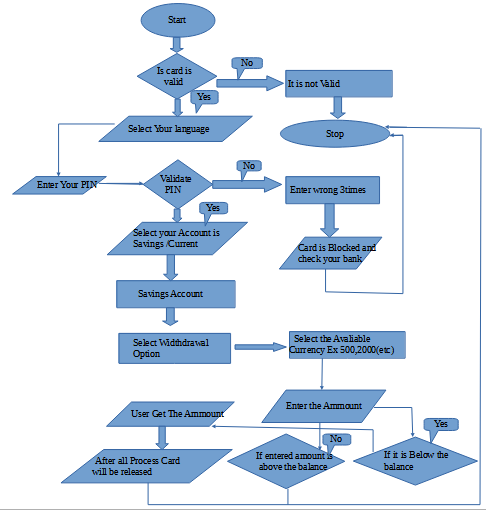 Start
Is card is
valid
No
It is not Valid
Yes
Select Your language
Stop
Enter Your PIN
Validate
PIN
No
Enter wrong 3times
Yes
Select your Account is
Savings /Current
Card is Blocked and
check your bank
Savings Account
Select Widthdrawal
Option
Select the Avaliable
Currency Ex 500,2000(etc)
Enter the Ammount
User Get The Ammount
Yes
No
After all Process Card
will be released
If entered amount is
above the balance
If it is Below the
balance